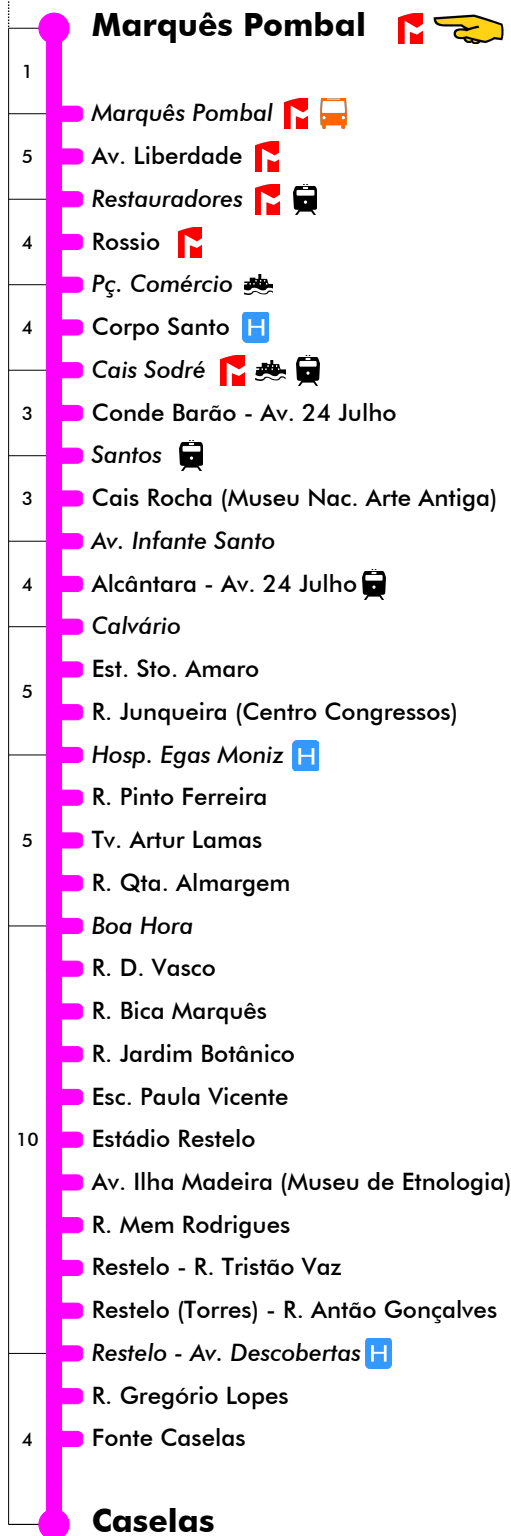 Marquês Pombal
1
Marquês Pombal
5 Av. Liberdade
Restauradores
4 Rossio
Pç. Comércio
4 Corpo Santo H
Cais Sodré
3 Conde Barão - Av. 24 Julho
Santos
3 Cais Rocha (Museu Nac. Arte Antiga)
Av. Infante Santo
4 Alcântara - Av. 24 Julho
Calvário
Est. Sto. Amaro
5
R. Junqueira (Centro Congressos)
Hosp. Egas Moniz H
R. Pinto Ferreira
5 Tv. Artur Lamas
R. Qta. Almargem
Boa Hora
R. D. Vasco
R. Bica Marquês
R. Jardim Botânico
Esc. Paula Vicente
10 Estádio Restelo
Av. Ilha Madeira (Museu de Etnologia)
R. Mem Rodrigues
Restelo - R. Tristão Vaz
Restelo (Torres) - R. Antão Gonçalves
Restelo - Av. Descobertas H
R. Gregório Lopes
4 Fonte Caselas
Caselas